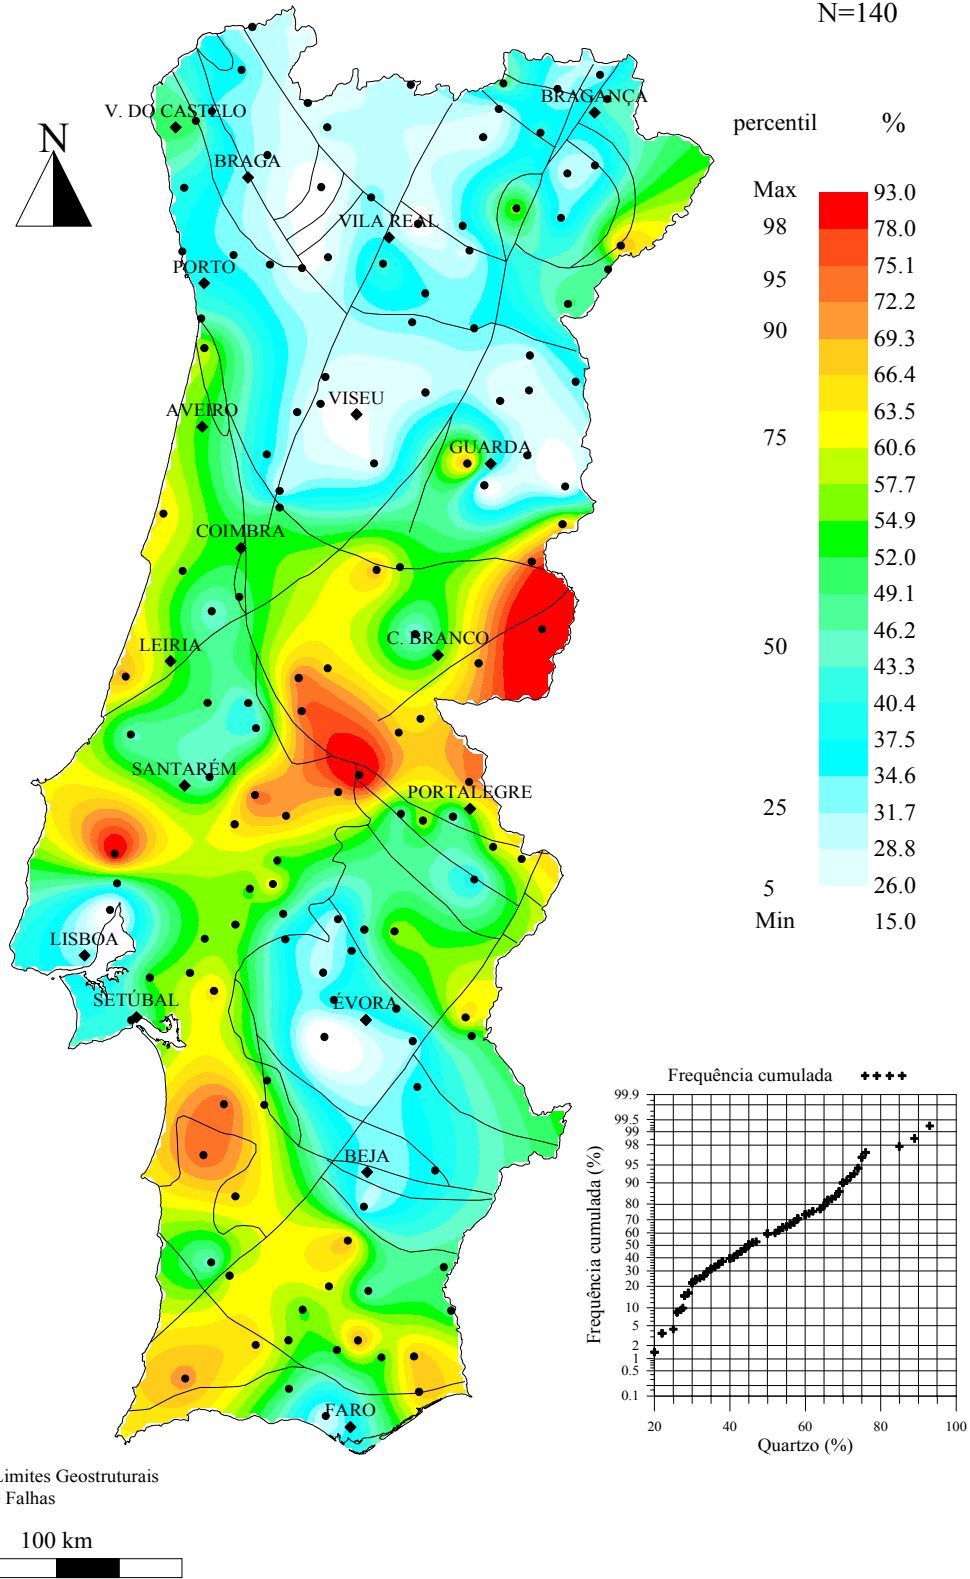 N=140
N
V. DO CASTELO
BRAGANÇA
BRAGA
VILA REAL
PORTO
AVEIRO
VISEU
GUARDA
COIMBRA
LEIRIA
C. BRANCO
SANTARÉM
PORTALEGRE
LISBOA
SETÚBAL
ÉVORA
BEJA
FARO
percentil %
Max 93.0
98 78.0
75.1
95 72.2
90 69.3
66.4
63.5
75 60.6
57.7
54.9
52.0
49.1
46.2
50 43.3
40.4
37.5
34.6
25 31.7
28.8
5 26.0
Min 15.0
Frequência cumulada
Frequência cumulada (%)
99.9
99.5
99
98
95
90
80
70
60
50
40
30
20
10
5
2
1
0.5
0.1
20 40 60 80 100
Quartzo (%)
Limites Geostruturais
Falhas
100 km